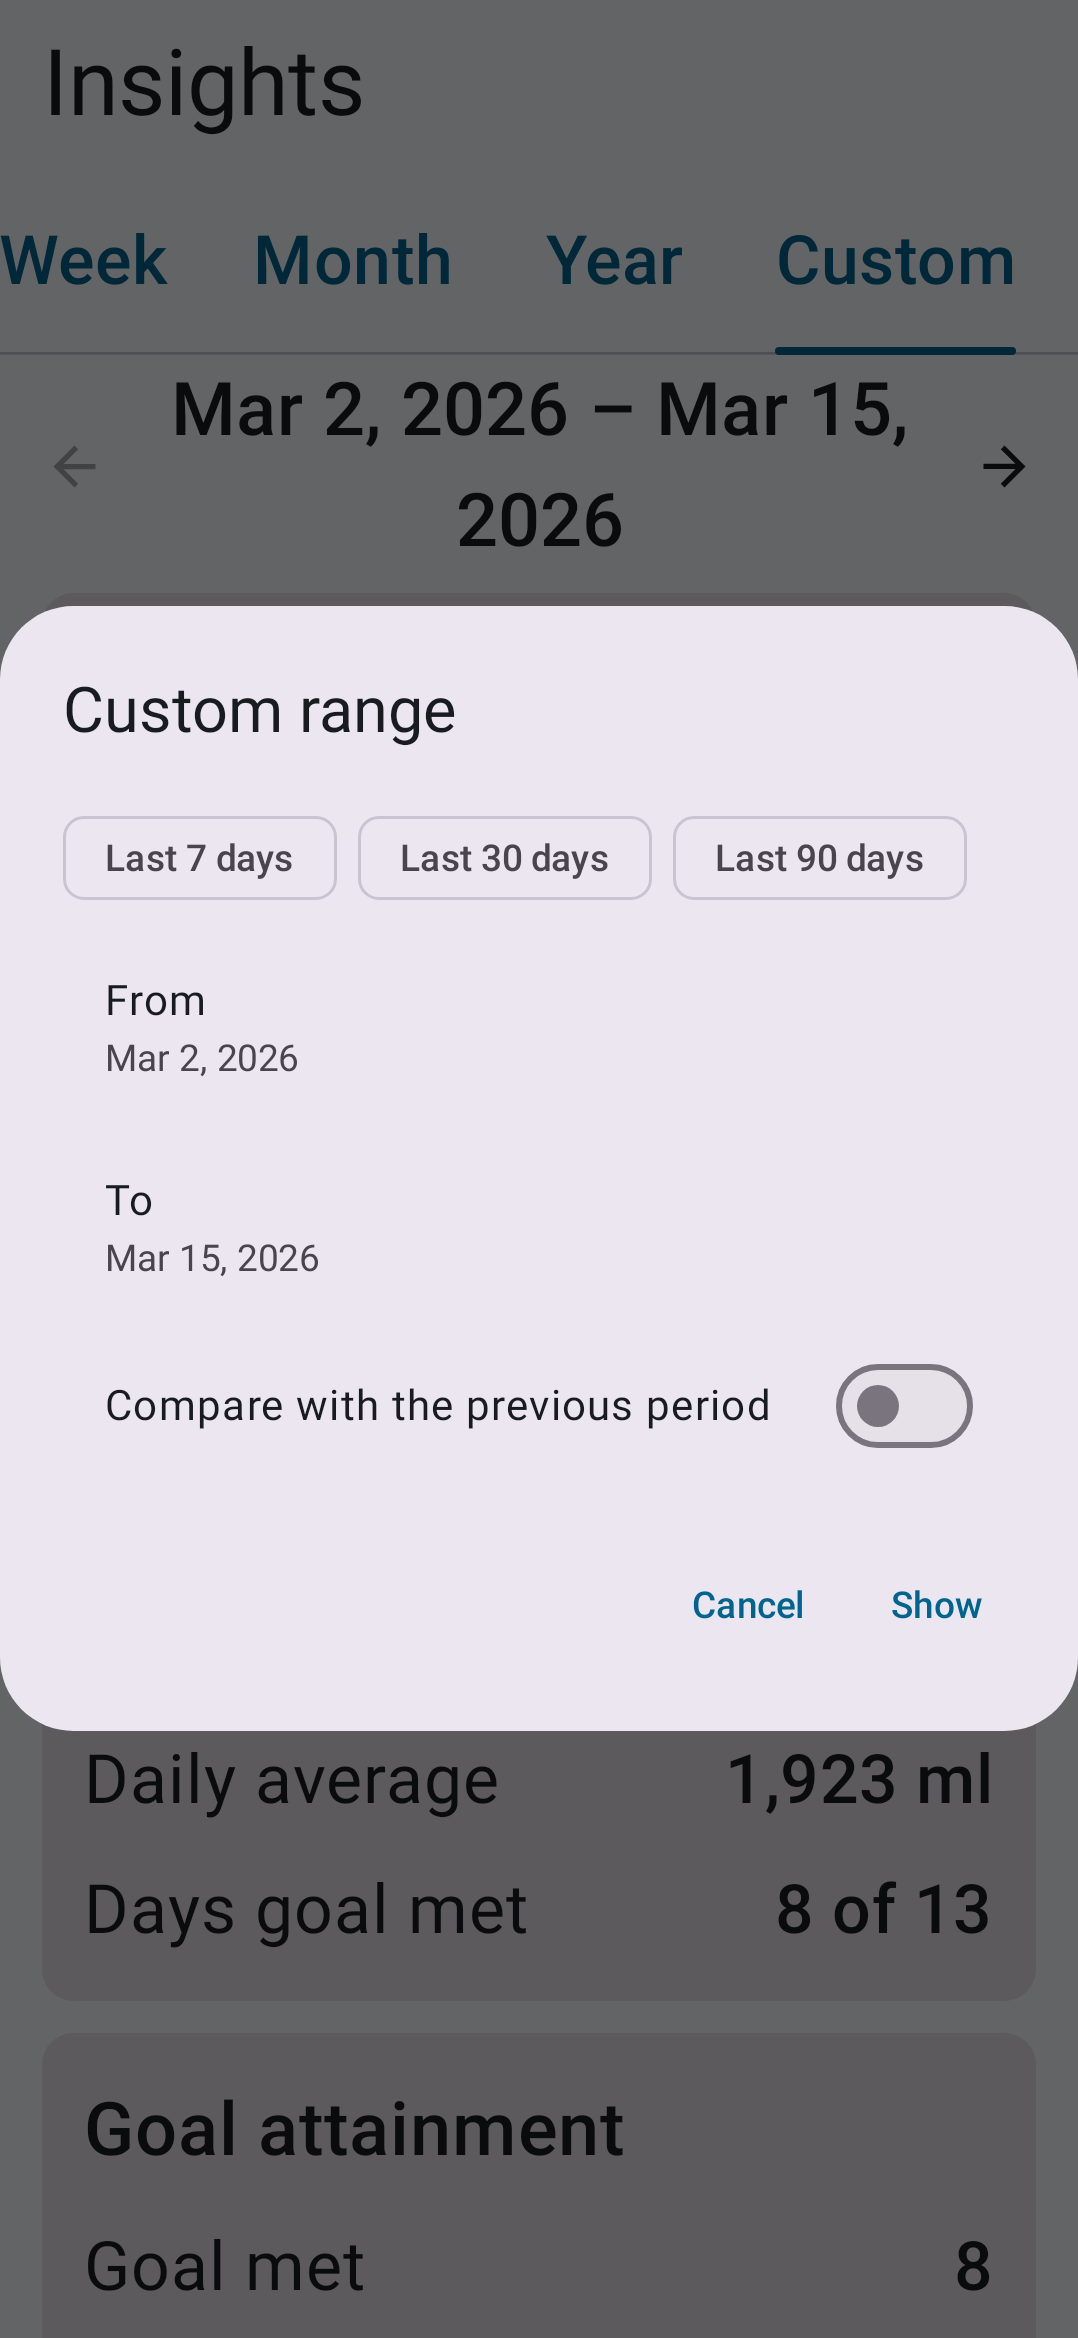 Insights
Week Month Year Custom
Mar 2, 2026 – Mar 15,
2026
Custom range
Last 7 days Last 30 days Last 90 days
From
Mar 2, 2026
To
Mar 15, 2026
Compare with the previous period
Cancel Show
Daily average 1,923 ml
Days goal met 8 of 13
Goal attainment
Goal met 8